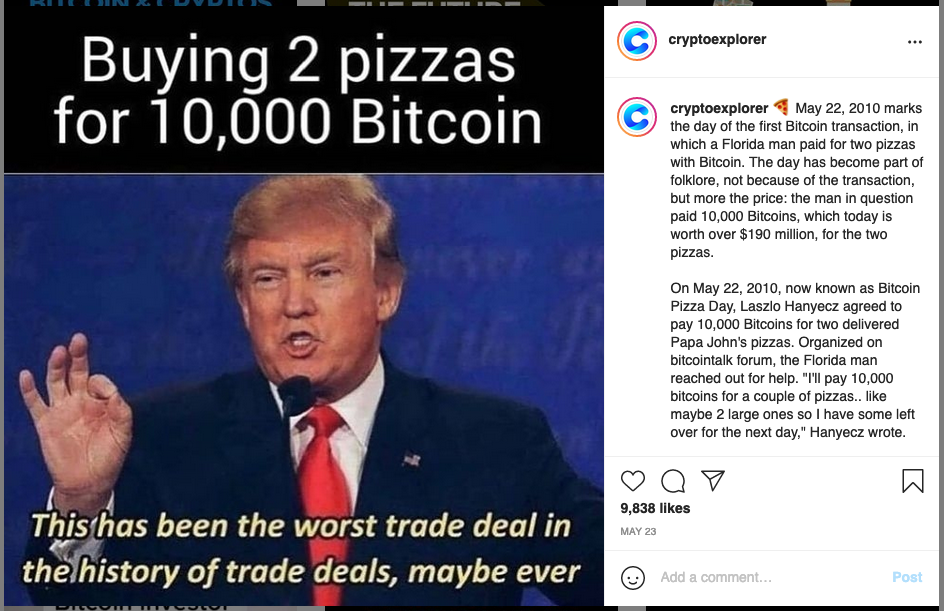 BITCOIN & CRYPTOS
THE FUTURE
Buying 2 pizzas
for 10,000 Bitcoin
This has been the worst trade deal in
the history of trade deals, maybe ever
cryptoexplorer
cryptoexplorer 🍕 May 22, 2010 marks
the day of the first Bitcoin transaction, in
which a Florida man paid for two pizzas
with Bitcoin. The day has become part of
folklore, not because of the transaction,
but more the price: the man in question
paid 10,000 Bitcoins, which today is
worth over $190 million, for the two
pizzas.
On May 22, 2010, now known as Bitcoin
Pizza Day, Laszlo Hanyecz agreed to
pay 10,000 Bitcoins for two delivered
Papa John's pizzas. Organized on
bitcointalk forum, the Florida man
reached out for help. "I'll pay 10,000
bitcoins for a couple of pizzas.. like
maybe 2 large ones so I have some left
over for the next day," Hanyecz wrote.
9,838 likes
MAY 23
Add a comment...
Post
Bitcoin Investor